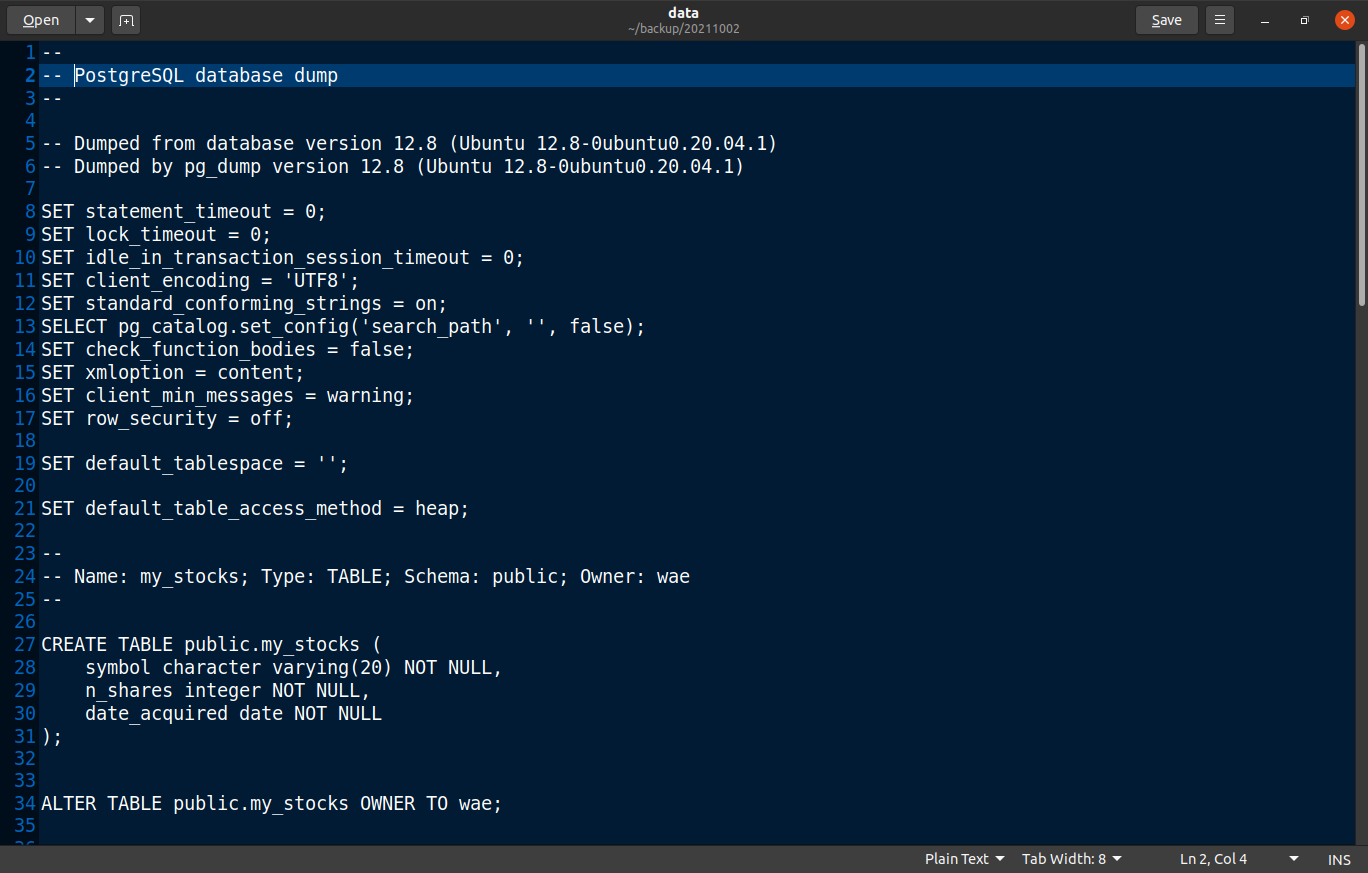 Open
data
~/backup/20211002
Save
1 --
2 -- PostgreSQL database dump
3 --
4
5 -- Dumped from database version 12.8 (Ubuntu 12.8-0ubuntu0.20.04.1)
6 -- Dumped by pg_dump version 12.8 (Ubuntu 12.8-0ubuntu0.20.04.1)
7
8 SET statement_timeout = 0;
9 SET lock_timeout = 0;
10 SET idle_in_transaction_session_timeout = 0;
11 SET client_encoding = 'UTF8';
12 SET standard_conforming_strings = on;
13 SELECT pg_catalog.set_config('search_path', '', false);
14 SET check_function_bodies = false;
15 SET xmloption = content;
16 SET client_min_messages = warning;
17 SET row_security = off;
18
19 SET default_tablespace = '';
20
21 SET default_table_access_method = heap;
22
23 --
24 -- Name: my_stocks; Type: TABLE; Schema: public; Owner: wae
25 --
26
27 CREATE TABLE public.my_stocks (
28     symbol character varying(20) NOT NULL,
29     n_shares integer NOT NULL,
30     date_acquired date NOT NULL
31 );
32
33
34 ALTER TABLE public.my_stocks OWNER TO wae;
35
Plain Text Tab Width: 8 Ln 2, Col 4 INS